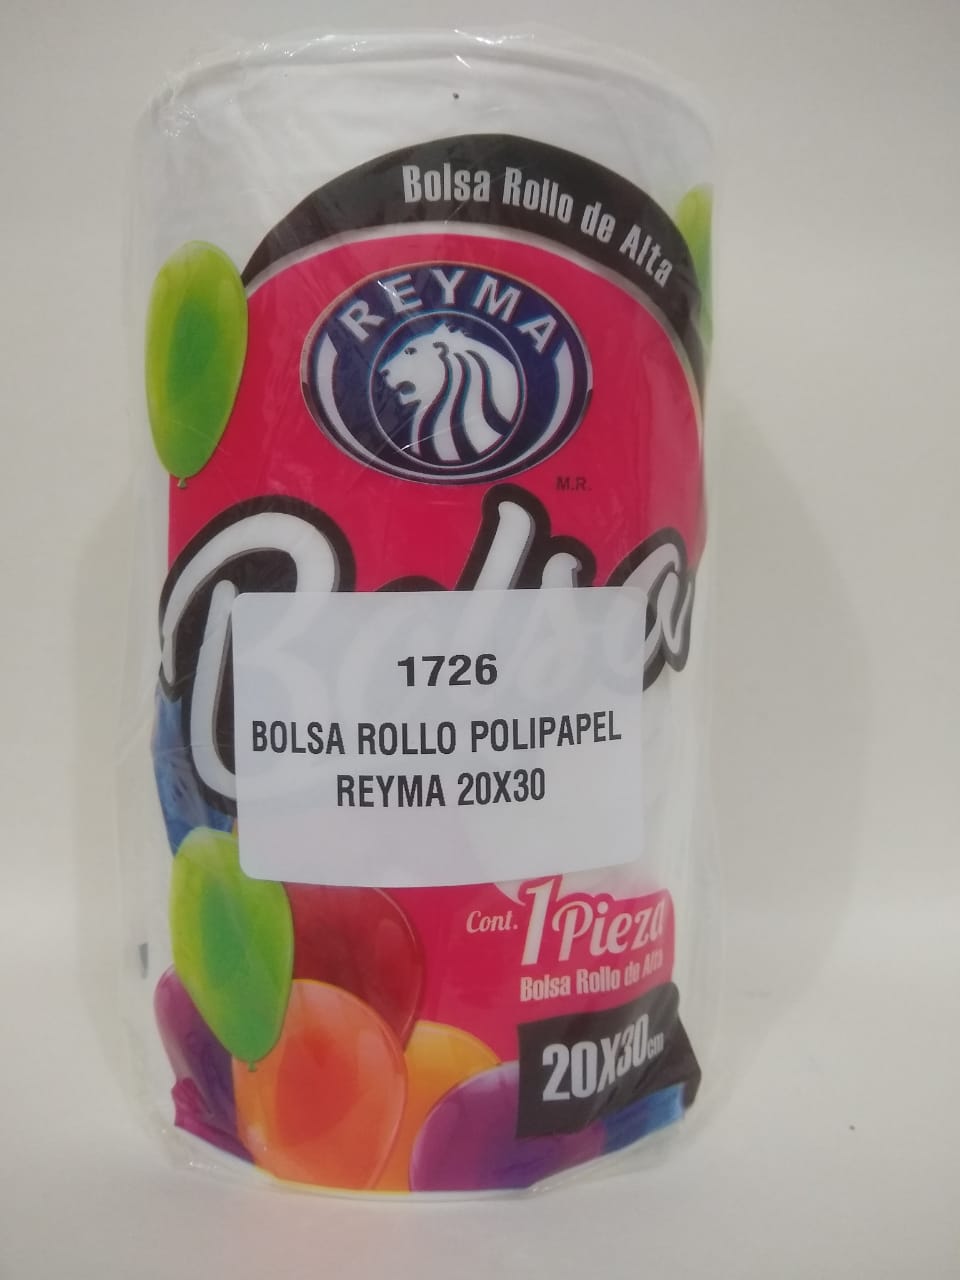 Bolsa Rollo de Alta
REYMA
M.R.
Bolsa
1726
BOLSA ROLLO POLIPAPEL
REYMA 20X30
Cont. 1 Pieza
Bolsa Rollo de Alta
20X30cm